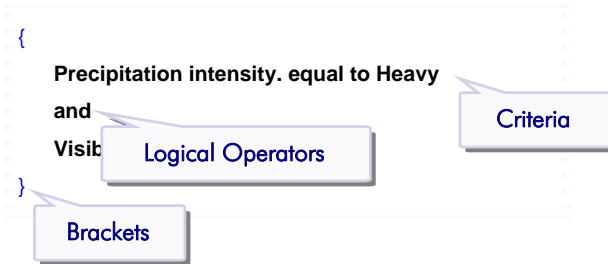 {
Precipitation intensity. equal to Heavy
and
Criteria
Logical Operators
}
Brackets